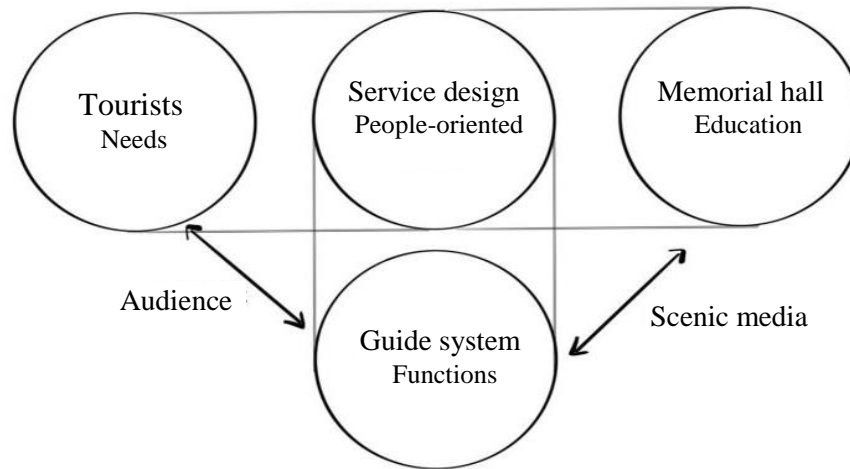 Tourists
Needs
Service design
People-oriented
Memorial hall
Education
Audience
Scenic media
Guide system
Functions